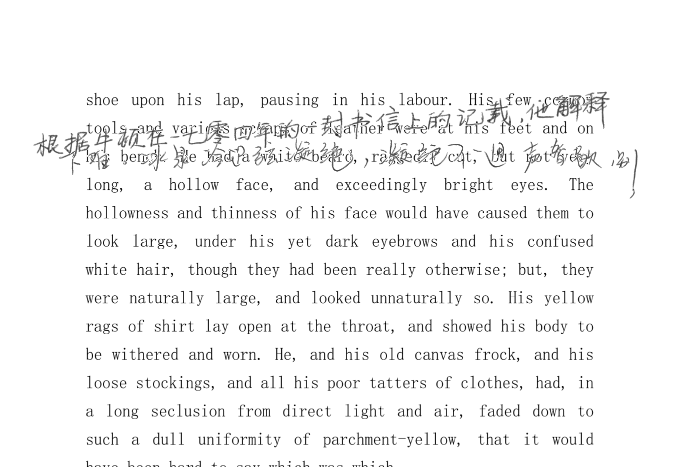 shoe upon his lap, pausing in his labour. His few common
根据牛顿在一七零四年的一封书信上的记载,他解释
tools and various scraps of leather were at his feet and on
his bench. He had a white beard, raggedly cut, but not very
long, a hollow face, and exceedingly bright eyes. The
hollowness and thinness of his face would have caused them to
look large, under his yet dark eyebrows and his confused
white hair, though they had been really otherwise; but, they
were naturally large, and looked unnaturally so. His yellow
rags of shirt lay open at the throat, and showed his body to
be withered and worn. He, and his old canvas frock, and his
loose stockings, and all his poor tatters of clothes, had, in
a long seclusion from direct light and air, faded down to
such a dull uniformity of parchment-yellow, that it would
have been hard to say which was which.